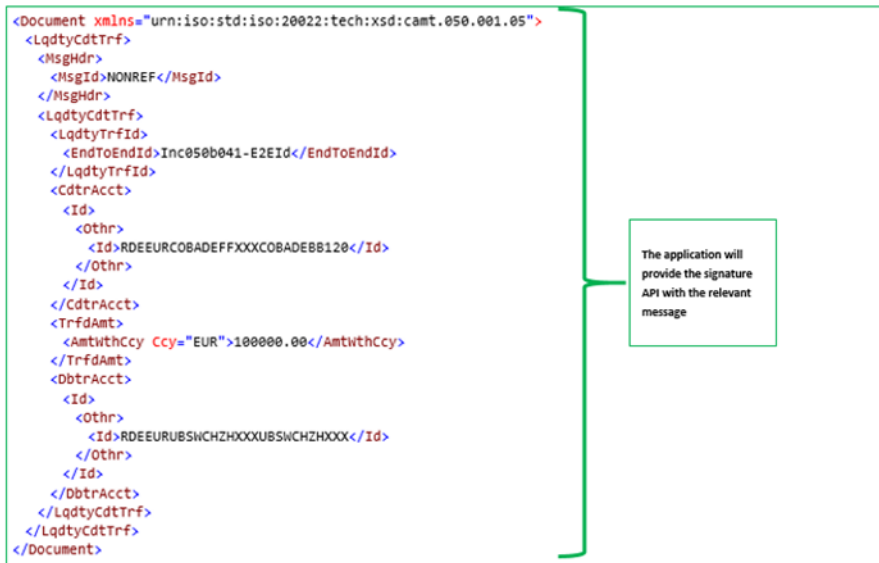 <Document xmlns="urn:iso:std:iso:20022:tech:xsd:camt.050.001.05">
<LqdtyCdtTrf>
<MsgHdr>
<MsgId>NONREF</MsgId>
</MsgHdr>
<LqdtyCdtTrf>
<LqdtyTrfId>
<EndToEndId>Inc050b041-E2EId</EndToEndId>
</LqdtyTrfId>
<CdtrAcct>
<Id>
<Othr>
<Id>RDEEURCOBADEFFXXXCOBADEBB120</Id>
</Othr>
</Id>
</CdtrAcct>
<TrfdAmt>
<AmtWthCcy Ccy="EUR">100000.00</AmtWthCcy>
</TrfdAmt>
<DbtrAcct>
<Id>
<Othr>
<Id>RDEEURUBSWCHZHXXXUBSWCHZHXXX</Id>
</Othr>
</Id>
</DbtrAcct>
</LqdtyCdtTrf>
</LqdtyCdtTrf>
</Document>
The application will
provide the signature
API with the relevant
message